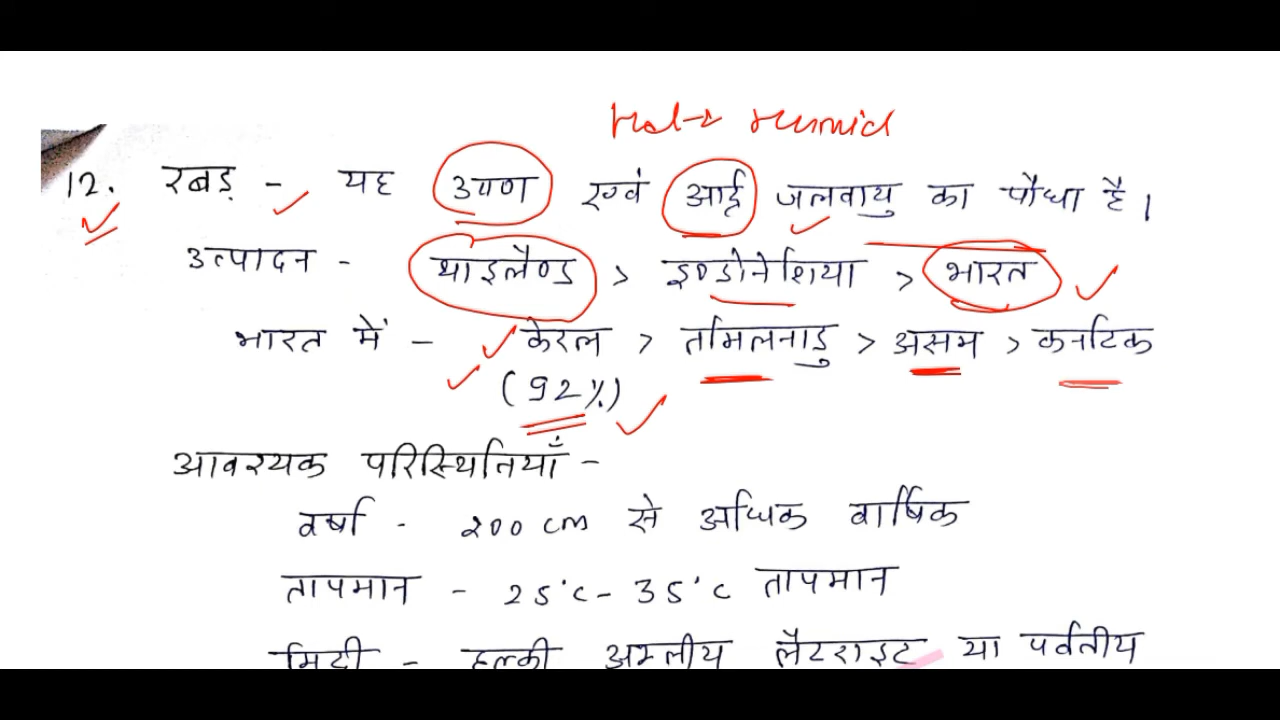 Hot → Humid
12. रबड़ - यह उष्ण एवं आर्द्र जलवायु का पौधा है।
उत्पादन - थाइलैण्ड > इण्डोनेशिया > भारत
भारत में - केरल > तमिलनाडु > असम > कर्नाटक
(92%)
आवश्यक परिस्थितियाँ -
वर्षा - 200 cm से अधिक वार्षिक
तापमान - 25°C - 35°C तापमान
मिट्टी - हल्की अम्लीय लैटराइट या पर्वतीय